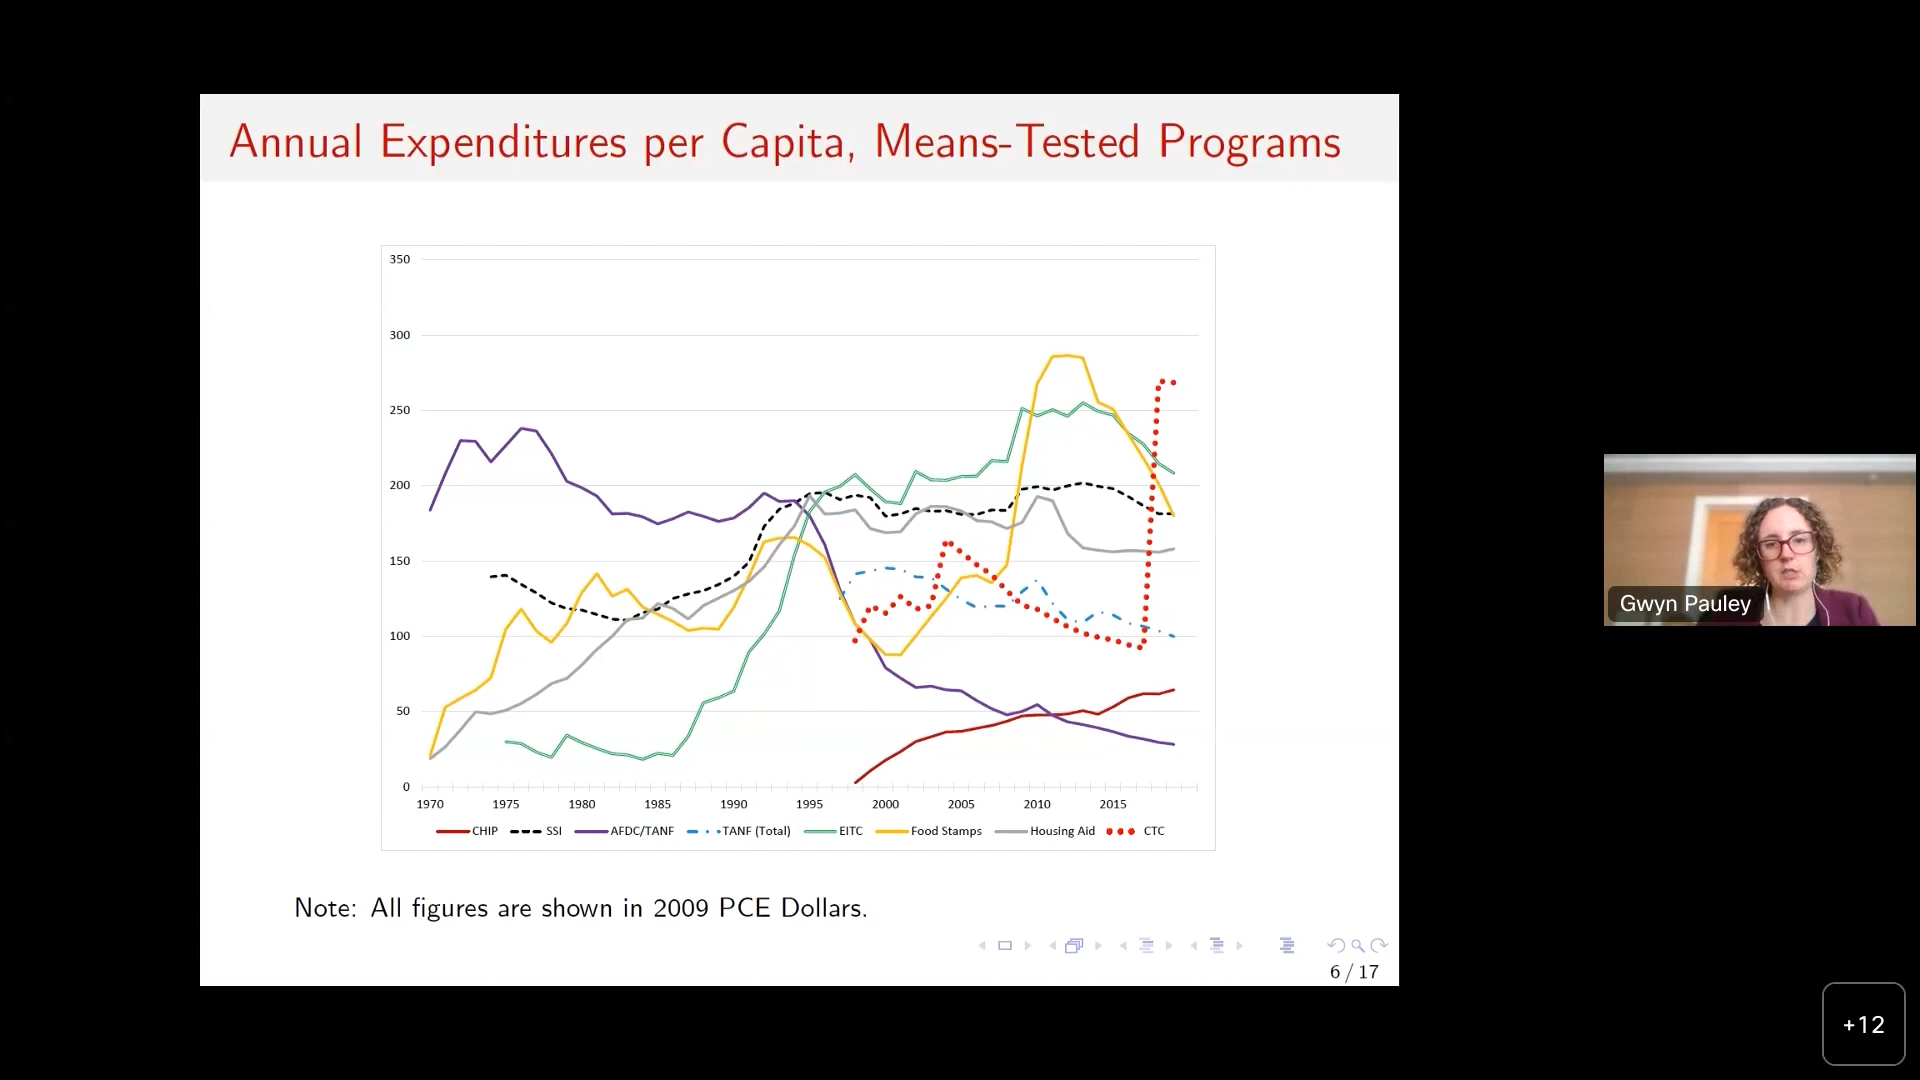 Annual Expenditures per Capita, Means-Tested Programs
350
300
250
200
150
100
50
0
1970 1975 1980 1985 1990 1995 2000 2005 2010 2015
CHIP SSI AFDC/TANF TANF (Total) EITC Food Stamps Housing Aid CTC
Note: All figures are shown in 2009 PCE Dollars.
6 / 17
Gwyn Pauley
+12